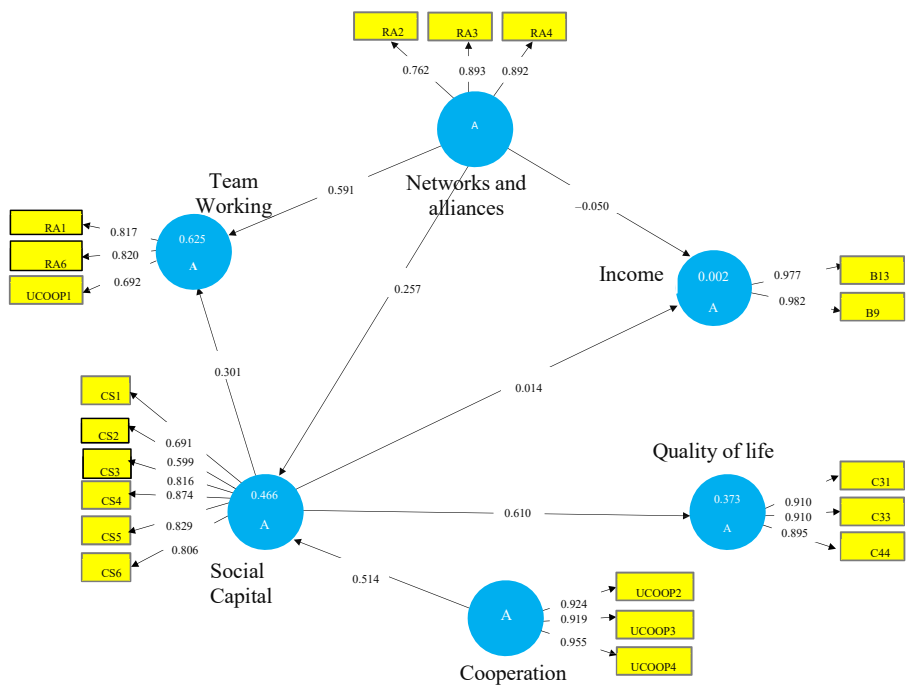 RA2 RA3 RA4
0.762 0.893 0.892
A
Networks and
alliances
Team
Working
0.591
−0.050
RA1
RA6
UCOOP1
0.817
0.820
0.692
0.625
A
Income
0.002
A
0.977
0.982
B13
B9
0.257
0.301
0.014
CS1
CS2
CS3
CS4
CS5
CS6
0.691
0.599
0.816
0.874
0.829
0.806
0.466
A
Social
Capital
0.610
Quality of life
0.373
A
0.910
0.910
0.895
C31
C33
C44
0.514
A
Cooperation
0.924
0.919
0.955
UCOOP2
UCOOP3
UCOOP4